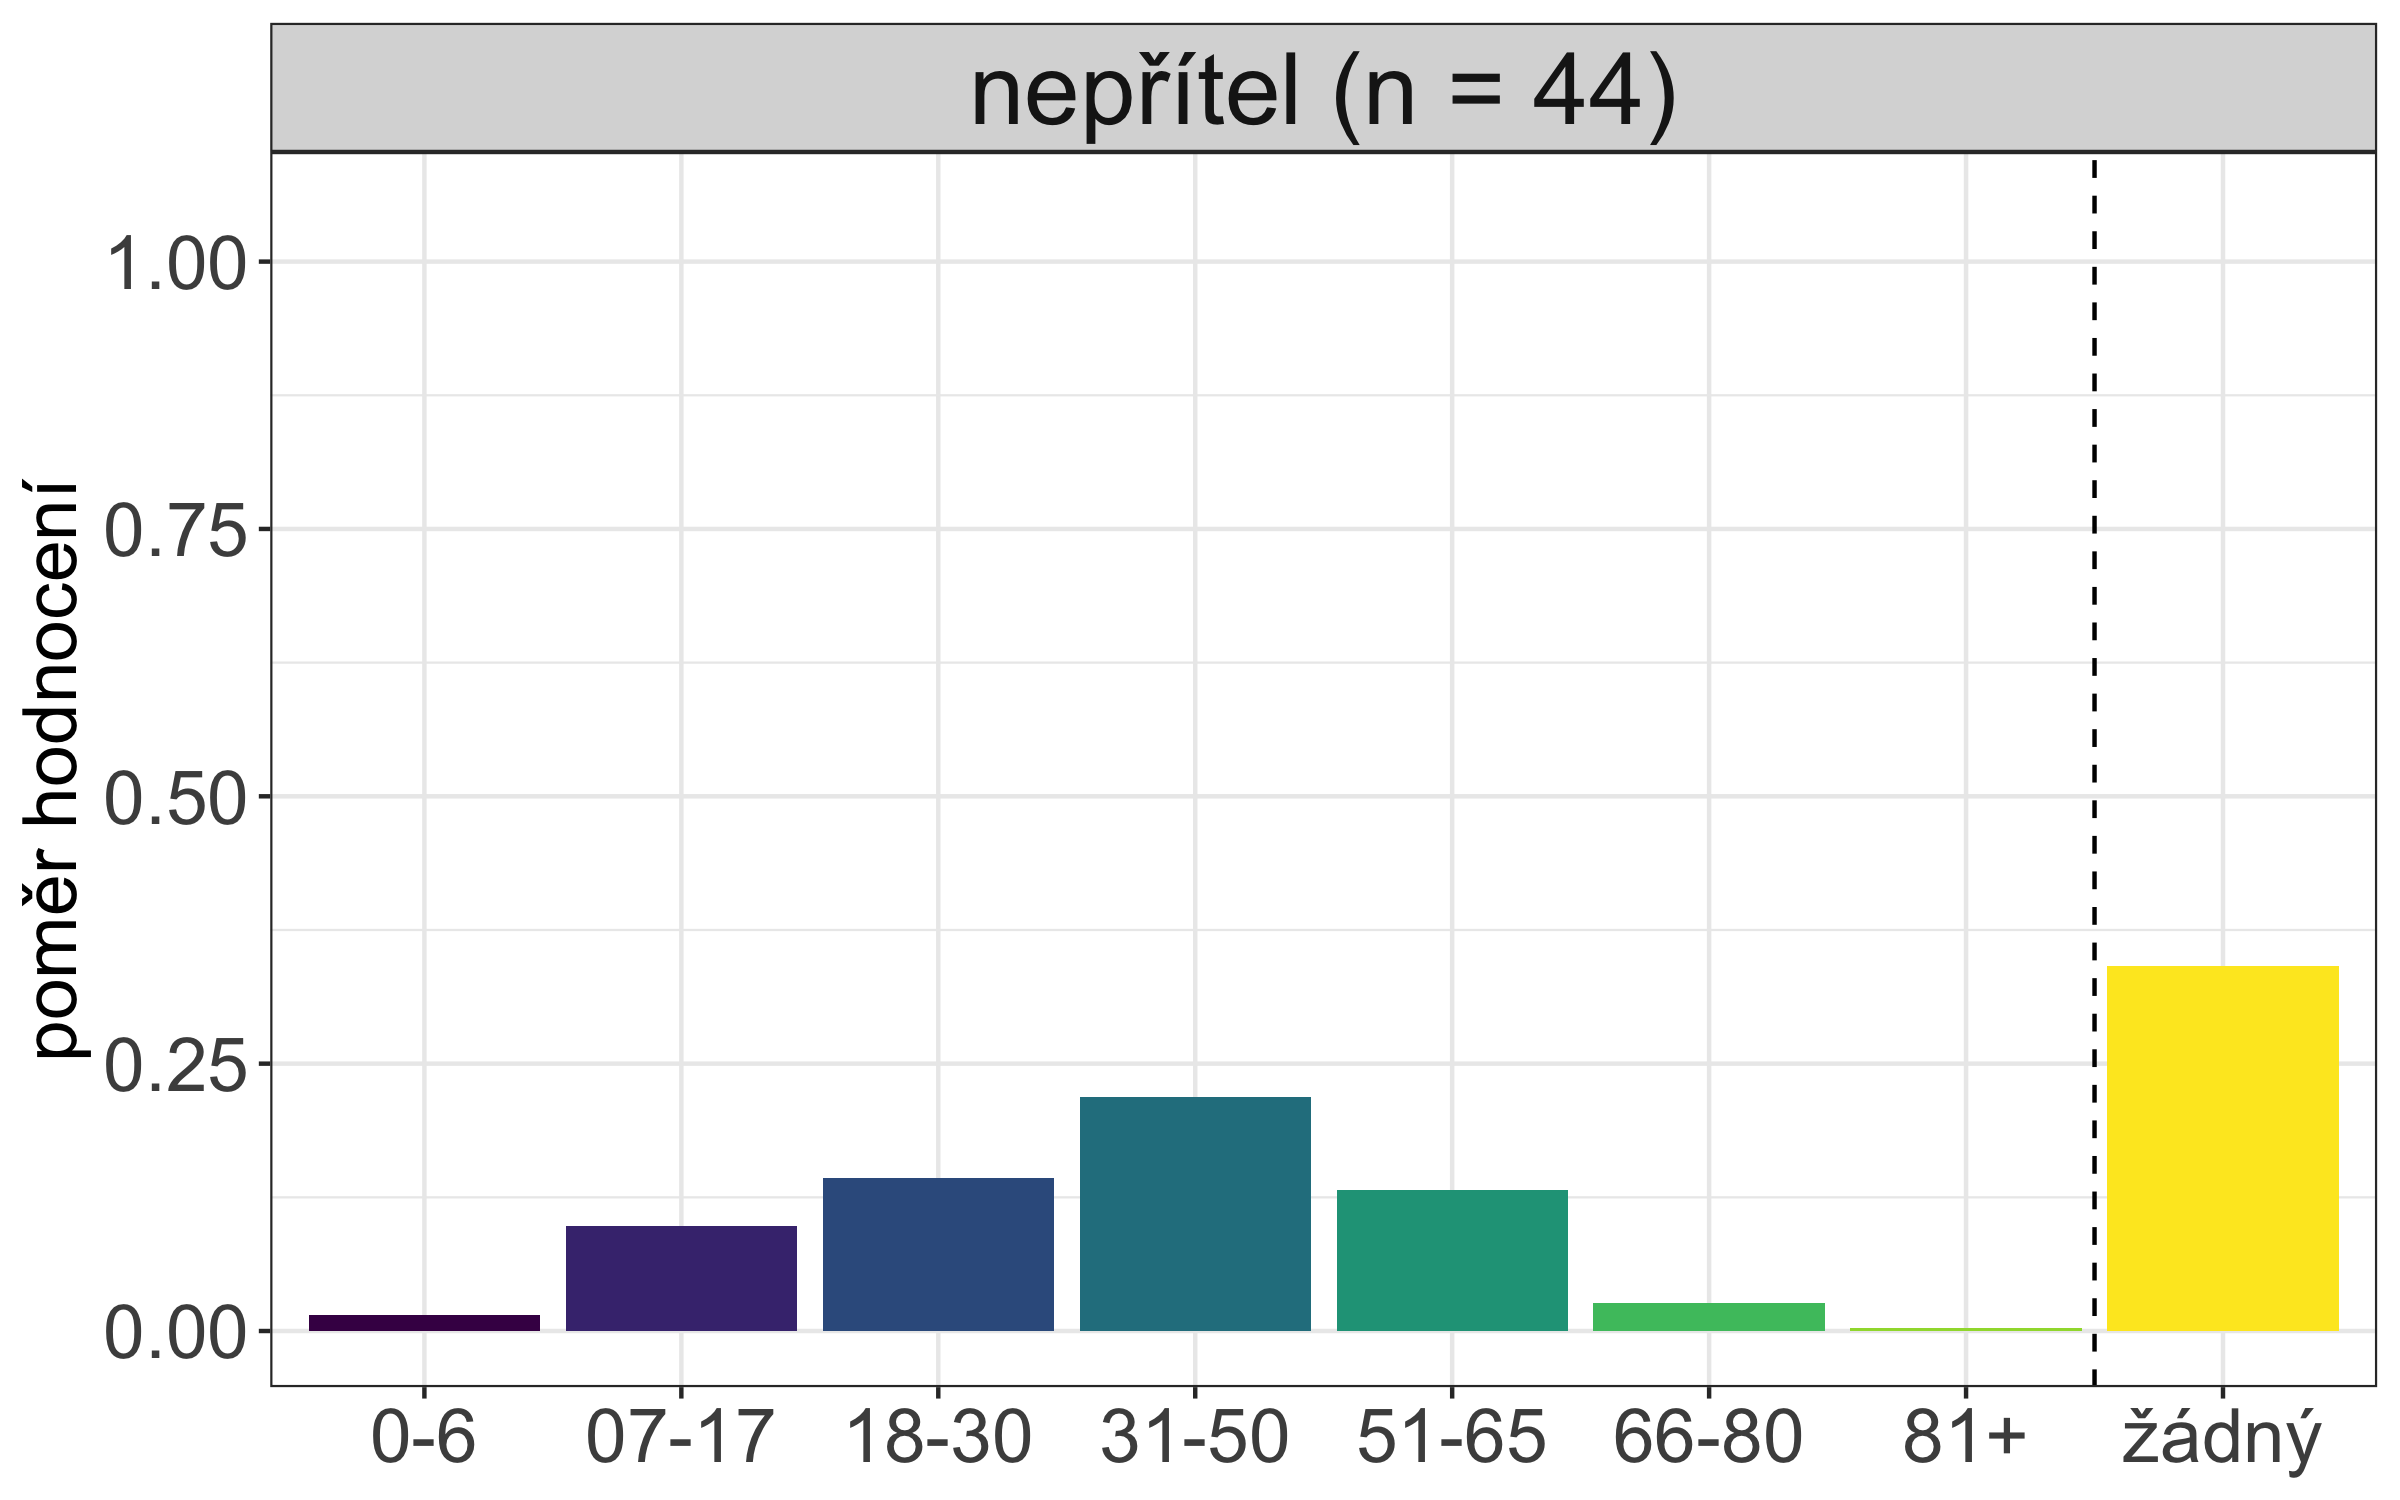 nepřítel (n = 44)
poměr hodnocení
1.00
0.75
0.50
0.25
0.00
0-6 07-17 18-30 31-50 51-65 66-80 81+ žádný